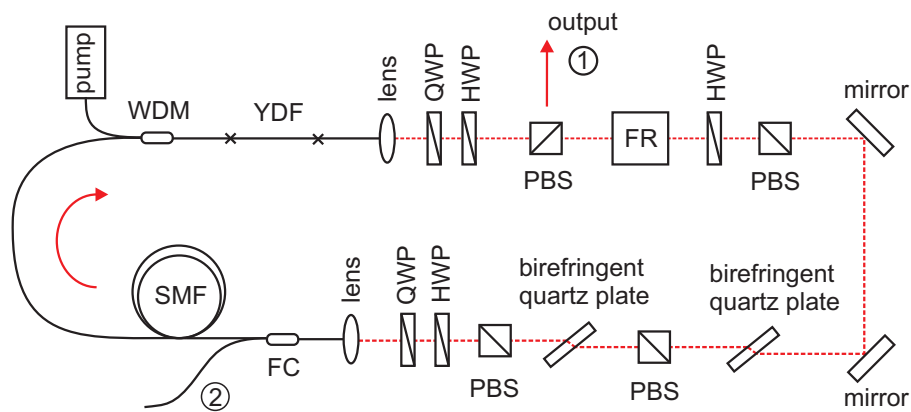 output
①
pump
WDM
YDF
lens
QWP
HWP
PBS
FR
HWP
PBS
mirror
SMF
FC
②
lens
QWP
HWP
PBS
birefringent
quartz plate
PBS
birefringent
quartz plate
mirror